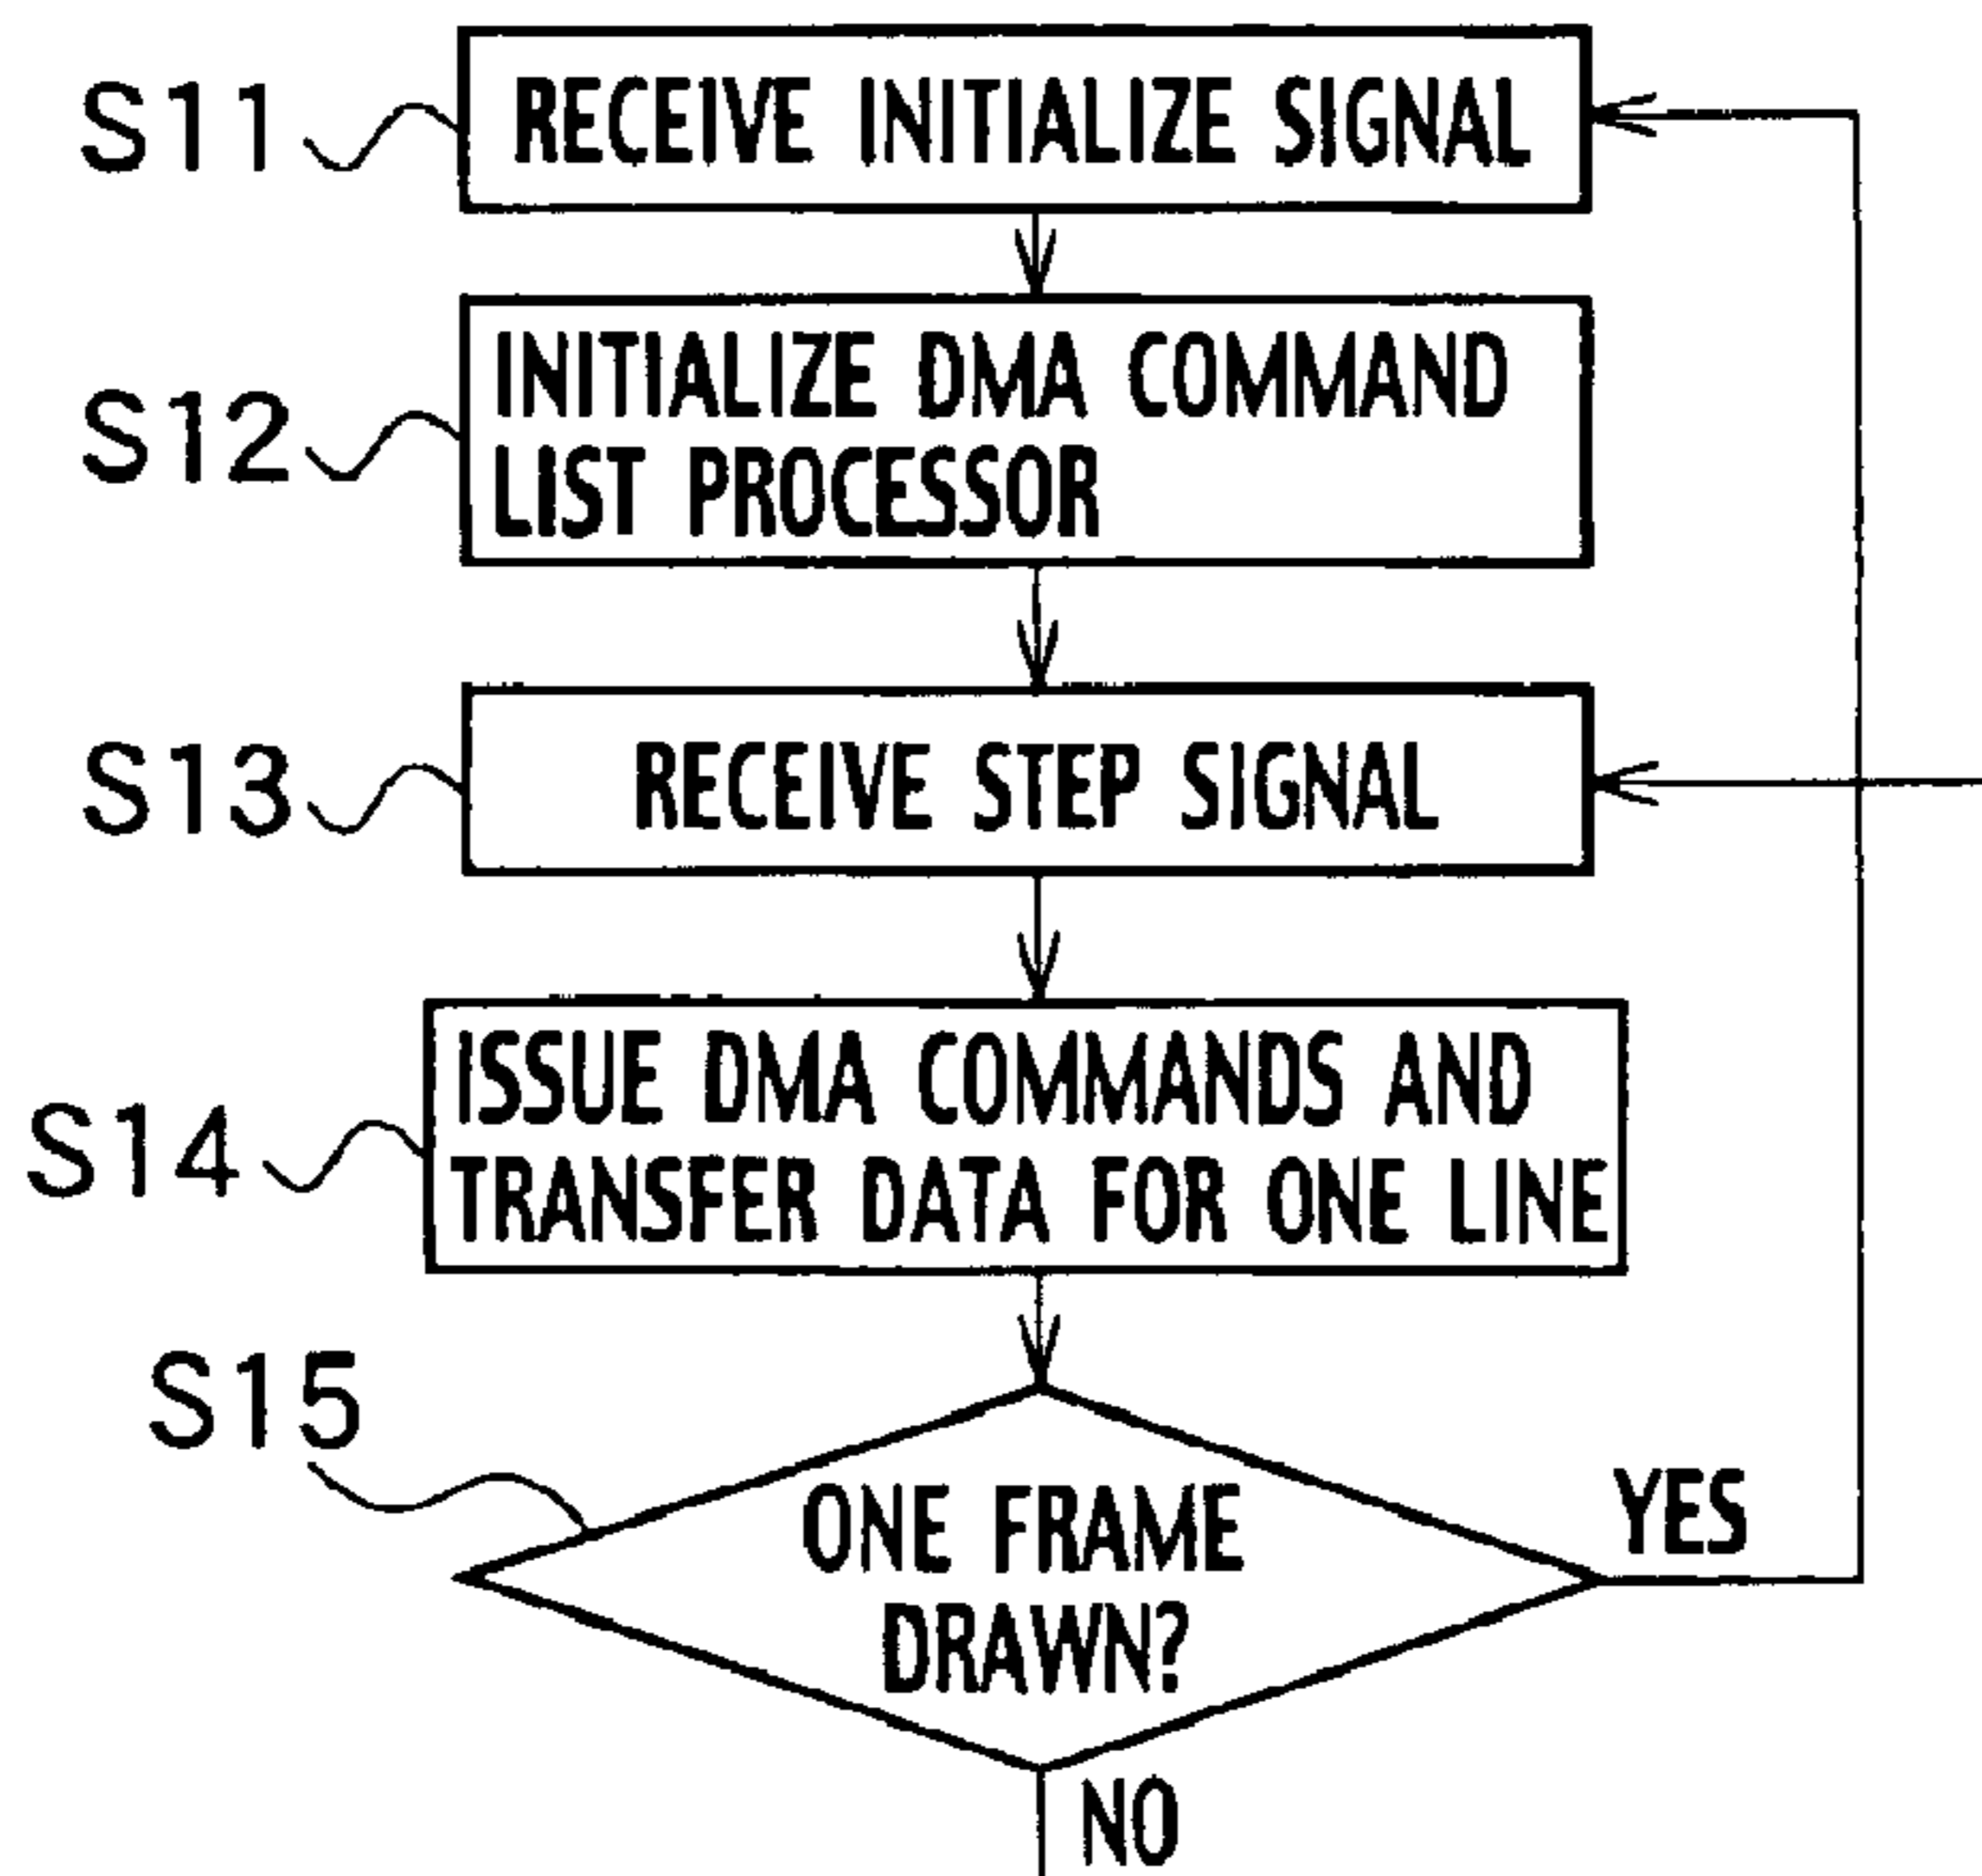 S11
RECEIVE INITIALIZE SIGNAL
S12
INITIALIZE DMA COMMAND
LIST PROCESSOR
S13
RECEIVE STEP SIGNAL
S14
ISSUE DMA COMMANDS AND
TRANSFER DATA FOR ONE LINE
S15
ONE FRAME
DRAWN?
YES
NO